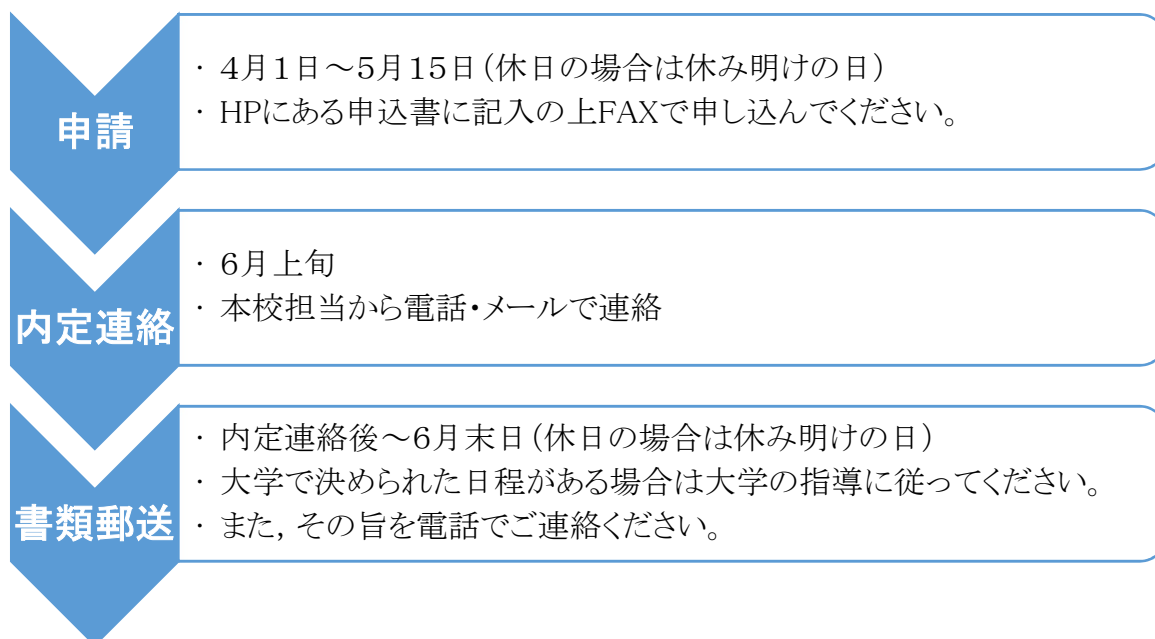 申請
・４月１日～５月１５日（休日の場合は休み明けの日）
・HPにある申込書に記入の上FAXで申し込んでください。
内定連絡
・６月上旬
・本校担当から電話・メールで連絡
書類郵送
・内定連絡後～６月末日（休日の場合は休み明けの日）
・大学で決められた日程がある場合は大学の指導に従ってください。
・また，その旨を電話でご連絡ください。